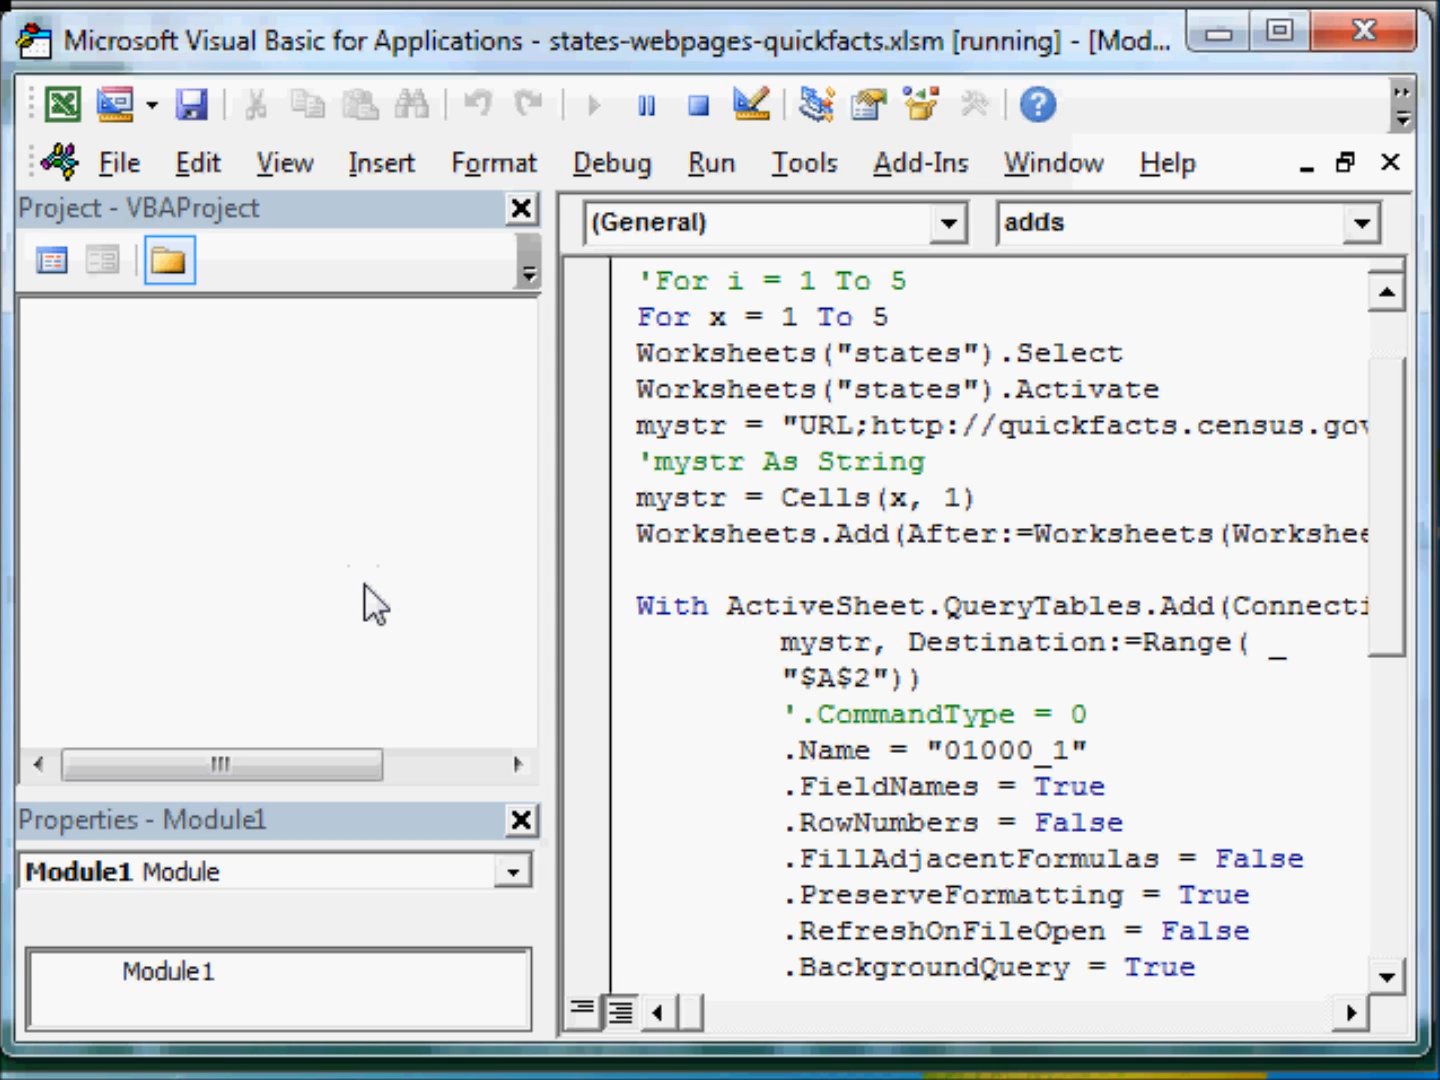 Microsoft Visual Basic for Applications - states-webpages-quickfacts.xlsm [running] - [Mod...
File Edit View Insert Format Debug Run Tools Add-Ins Window Help
Project - VBAProject
(General) adds
'For i = 1 To 5
For x = 1 To 5
Worksheets("states").Select
Worksheets("states").Activate
mystr = "URL;http://quickfacts.census.gov
'mystr As String
mystr = Cells(x, 1)
Worksheets.Add(After:=Worksheets(Workshee
With ActiveSheet.QueryTables.Add(Connecti
mystr, Destination:=Range( _
"$A$2"))
'.CommandType = 0
.Name = "01000_1"
.FieldNames = True
.RowNumbers = False
.FillAdjacentFormulas = False
.PreserveFormatting = True
.RefreshOnFileOpen = False
.BackgroundQuery = True
Properties - Module1
Module1 Module
Module1